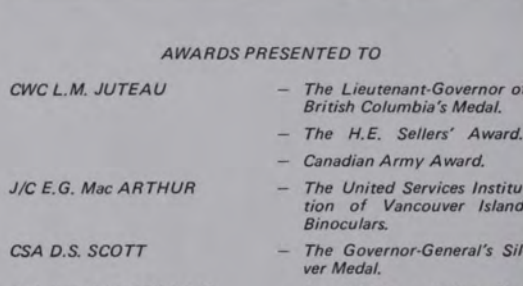 AWARDS PRESENTED TO
CWC L.M. JUTEAU – The Lieutenant-Governor of
British Columbia's Medal.
– The H.E. Sellers' Award.
– Canadian Army Award.
J/C E.G. Mac ARTHUR – The United Services Institu
tion of Vancouver Island
Binoculars.
CSA D.S. SCOTT – The Governor-General's Sil
ver Medal.